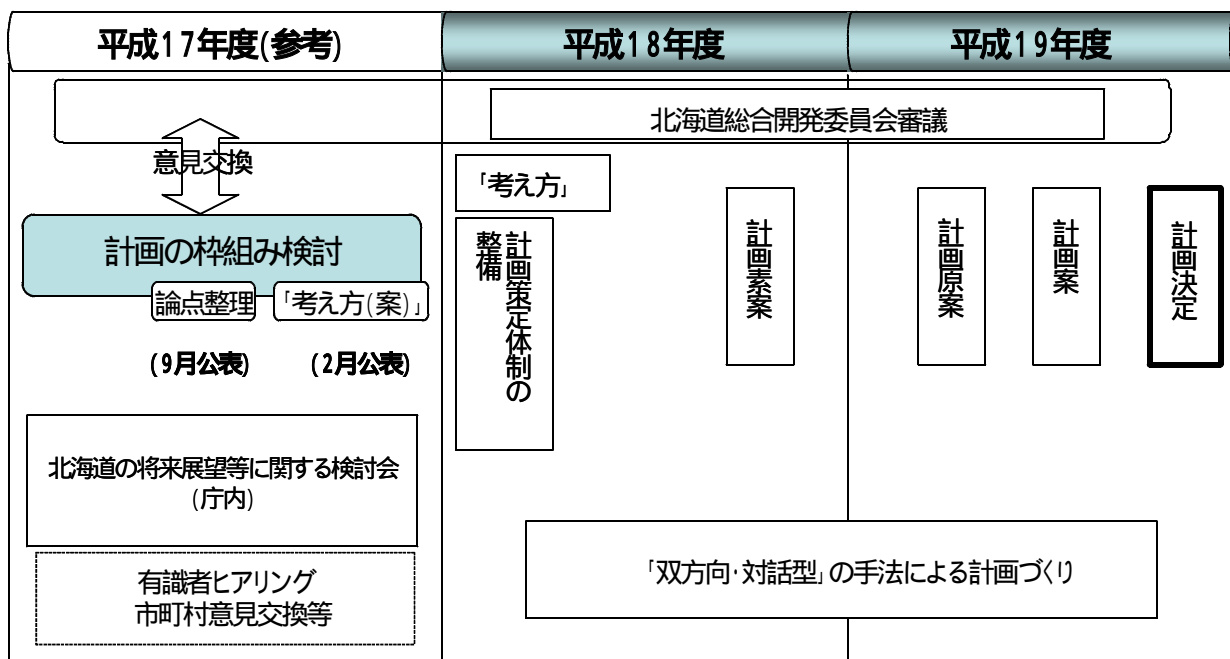 平成17年度(参考)
平成18年度
平成19年度
北海道総合開発委員会審議
意見交換
計画の枠組み検討
論点整理
「考え方(案)」
(9月公表)
(2月公表)
北海道の将来展望等に関する検討会
(庁内)
有識者ヒアリング
市町村意見交換等
「考え方」
計画策定体制の
整備
計画素案
計画原案
計画案
計画決定
「双方向・対話型」の手法による計画づくり